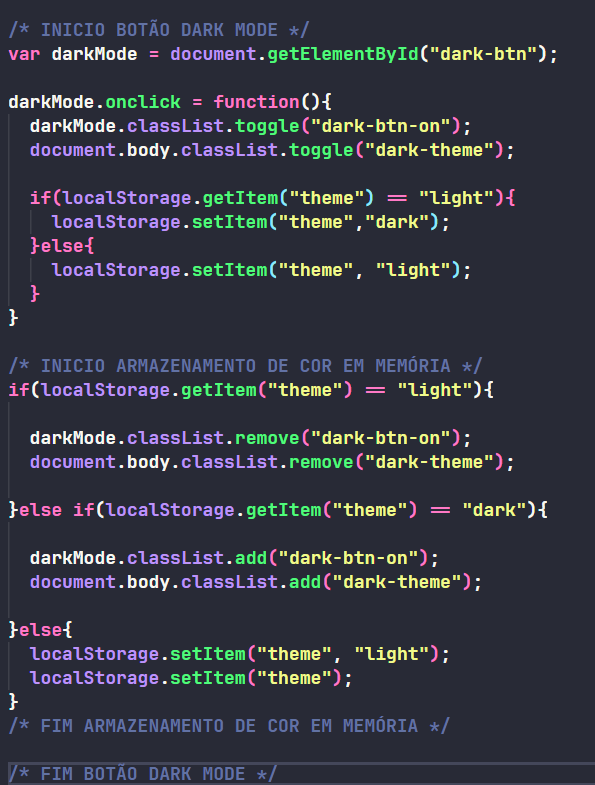 /* INICIO BOTÃO DARK MODE */
var darkMode = document.getElementById("dark-btn");
darkMode.onclick = function(){
darkMode.classList.toggle("dark-btn-on");
document.body.classList.toggle("dark-theme");
if(localStorage.getItem("theme") == "light"){
localStorage.setItem("theme","dark");
}else{
localStorage.setItem("theme", "light");
}
}
/* INICIO ARMAZENAMENTO DE COR EM MEMÓRIA */
if(localStorage.getItem("theme") == "light"){
darkMode.classList.remove("dark-btn-on");
document.body.classList.remove("dark-theme");
}else if(localStorage.getItem("theme") == "dark"){
darkMode.classList.add("dark-btn-on");
document.body.classList.add("dark-theme");
}else{
localStorage.setItem("theme", "light");
localStorage.setItem("theme");
}
/* FIM ARMAZENAMENTO DE COR EM MEMÓRIA */
/* FIM BOTÃO DARK MODE */